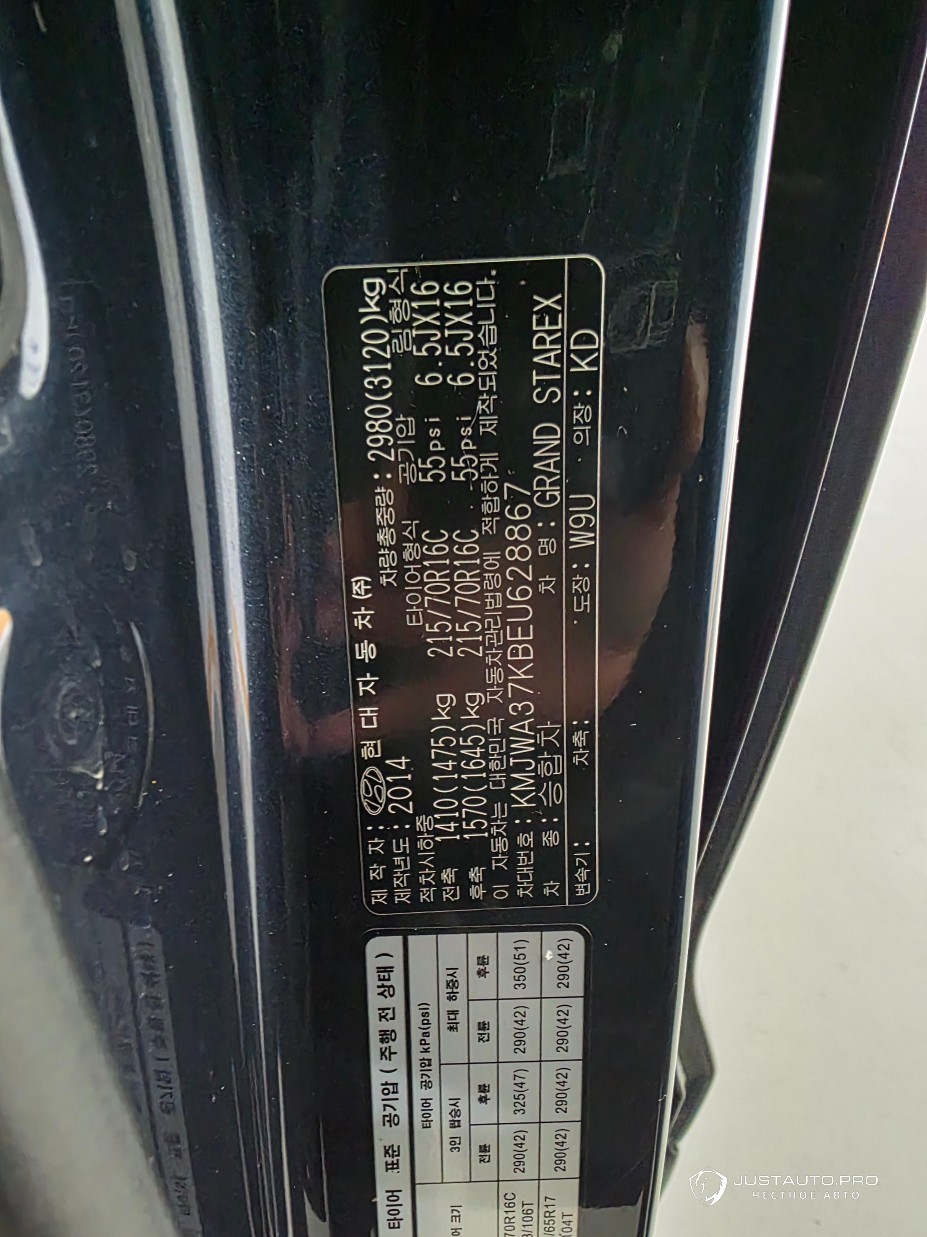 제 작 자: 현 대 자 동 차 (주)
제작년도: 2014 차량총중량: 2980(3120)kg
적차시하중 타이어형식 공기압 림형식
전축 1410(1475)kg 215/70R16C 55psi 6.5JX16
후축 1570(1645)kg 215/70R16C 55psi 6.5JX16
이 자동차는 대한민국 자동차관리법령에 적합하게 제작되었습니다.
차대번호: KMJWA37KBEU628867
차 종: 승합차 차 명: GRAND STAREX
변속기: 차축: 도장: W9U 의장: KD
타이어 표준 공기압 ( 주행 전 상태 )
타이어 공기압 kPa(psi)
3인 탑승시 최대 하중시
전륜 후륜 전륜 후륜
290(42) 325(47) 290(42) 350(51)
290(42) 290(42) 290(42) 290(42)
JUSTAUTO.PRO
ЧЕСТНОЕ АВТО